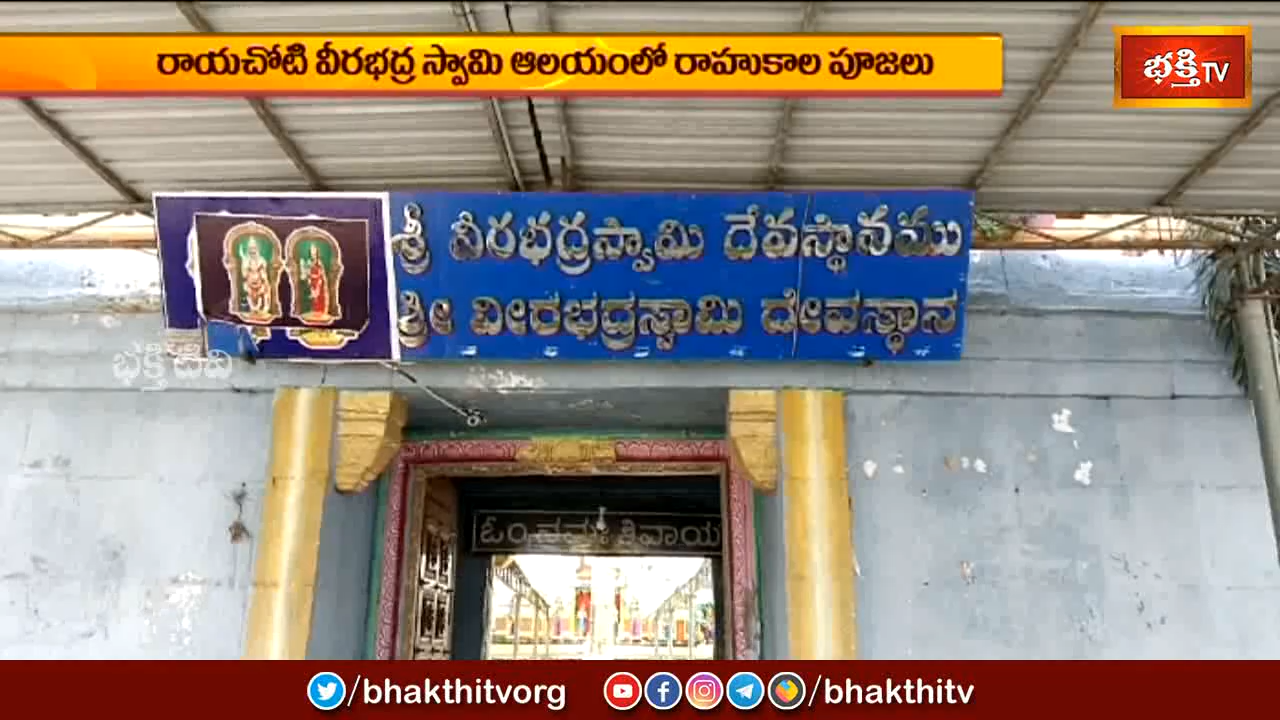 రాయచోటి వీరభద్ర స్వామి ఆలయంలో రాహుకాల పూజలు
భక్తి TV
శ్రీ వీరభద్రస్వామి దేవస్థానము
ಶ್ರೀ ವೀರಭದ್ರಸ್ವಾಮಿ ದೇವಸ್ಥಾನ
భక్తి టీవి
ఓం నమః శివాయ
/bhakthitvorg
/bhakthitv